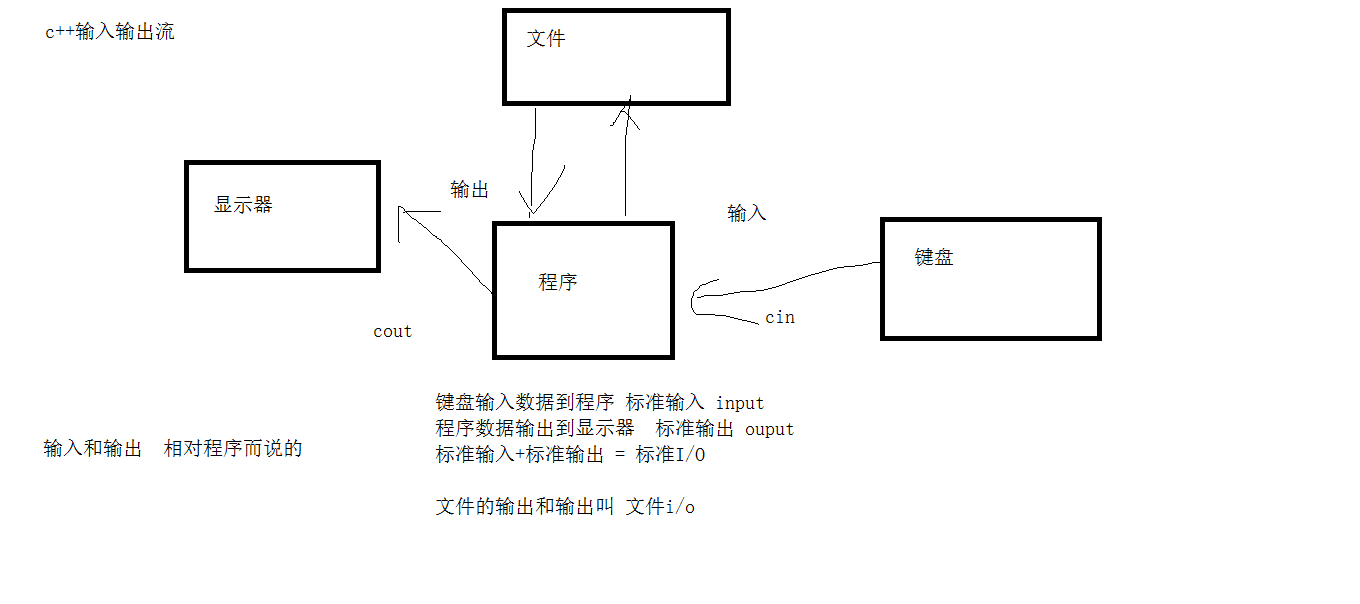 c++输入输出流
文件
显示器
输出
输入
程序
键盘
cin
cout
键盘输入数据到程序 标准输入 input
程序数据输出到显示器 标准输出 ouput
标准输入+标准输出 = 标准I/O
输入和输出 相对程序而说的
文件的输出和输出叫 文件i/o